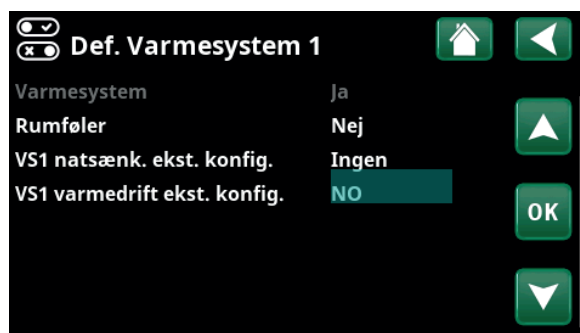 Def. Varmesystem 1
Varmesystem Ja
Rumføler Nej
VS1 natsænk. ekst. konfig. Ingen
VS1 varmedrift ekst. konfig. NO
OK